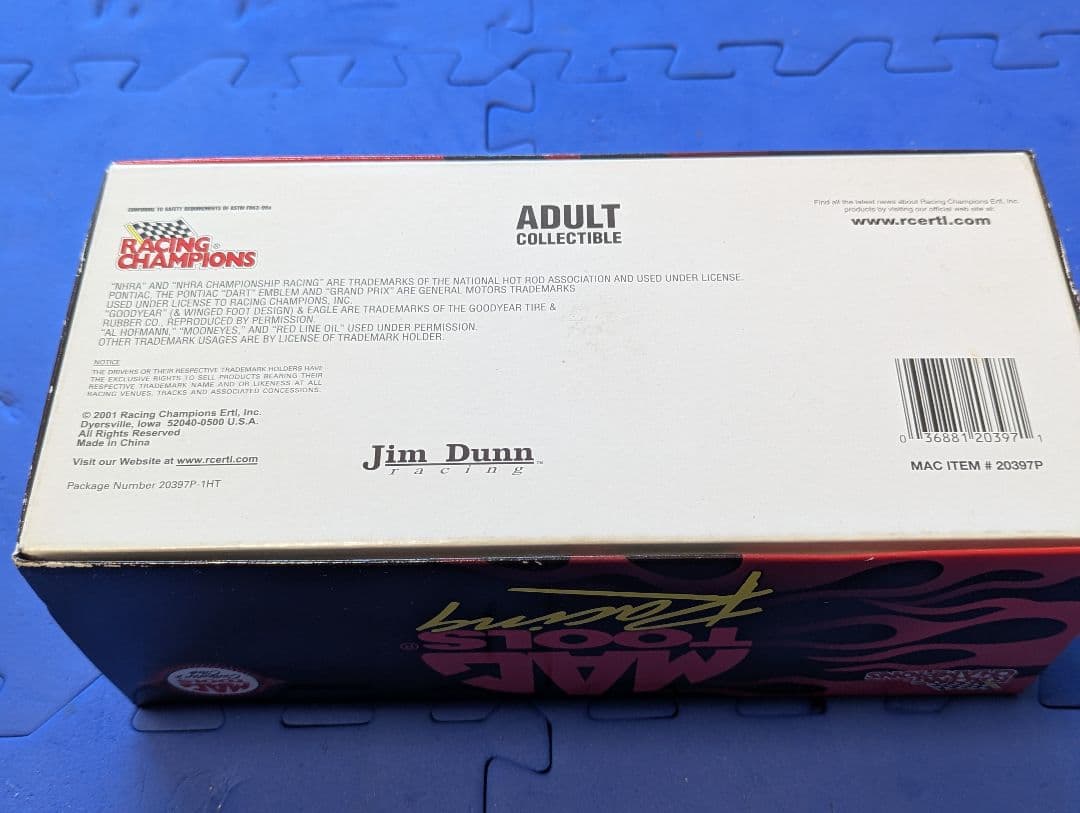 CONFORMS TO SAFETY REQUIREMENTS OF ASTM F963-96a
RACING®
CHAMPIONS
ADULT
COLLECTIBLE
Find all the latest news about Racing Champions Ertl, Inc.
products by visiting our official web site at:
www.rcertl.com
"NHRA" AND "NHRA CHAMPIONSHIP RACING" ARE TRADEMARKS OF THE NATIONAL HOT ROD ASSOCIATION AND USED UNDER LICENSE.
PONTIAC, THE PONTIAC "DART" EMBLEM AND "GRAND PRIX" ARE GENERAL MOTORS TRADEMARKS
USED UNDER LICENSE TO RACING CHAMPIONS, INC.
"GOODYEAR" (& WINGED FOOT DESIGN) & EAGLE ARE TRADEMARKS OF THE GOODYEAR TIRE &
RUBBER CO., REPRODUCED BY PERMISSION.
"AL HOFMANN," "MOONEYES," AND "RED LINE OIL" USED UNDER PERMISSION.
OTHER TRADEMARK USAGES ARE BY LICENSE OF TRADEMARK HOLDER.
NOTICE
THE DRIVERS OR THEIR RESPECTIVE TRADEMARK HOLDERS HAVE
THE EXCLUSIVE RIGHTS TO SELL PRODUCTS BEARING THEIR
RESPECTIVE TRADEMARK NAME AND OR LIKENESS AT ALL
RACING VENUES, TRACKS AND ASSOCIATED CONCESSIONS.
© 2001 Racing Champions Ertl, Inc.
Dyersville, Iowa 52040-0500 U.S.A.
All Rights Reserved
Made in China
Visit our Website at www.rcertl.com
Package Number 20397P-1HT
Jim Dunn™
racing
0 36881 20397 1
MAC ITEM # 20397P
Racing
TOOLS®
MAC
MAC
RACING CHAMPIONS